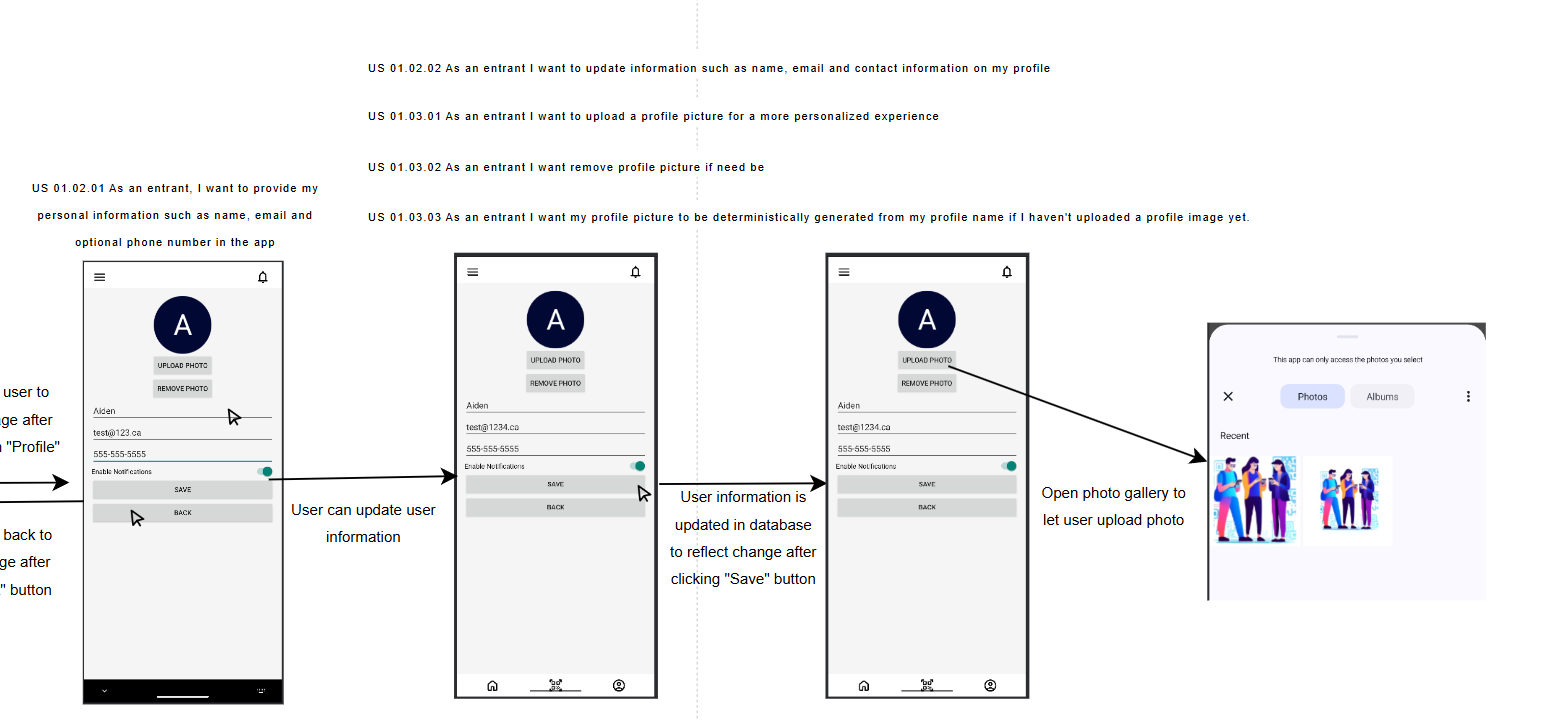 US 01.02.02 As an entrant I want to update information such as name, email and contact information on my profile
US 01.03.01 As an entrant I want to upload a profile picture for a more personalized experience
US 01.03.02 As an entrant I want remove profile picture if need be
US 01.03.03 As an entrant I want my profile picture to be deterministically generated from my profile name if I haven't uploaded a profile image yet.
US 01.02.01 As an entrant, I want to provide my
personal information such as name, email and
optional phone number in the app
user to
after
"Profile"
back to
after
" button
A
UPLOAD PHOTO
REMOVE PHOTO
Aiden
test@123.ca
555-555-5555
Enable Notifications
SAVE
BACK
User can update user
information
A
UPLOAD PHOTO
REMOVE PHOTO
Aiden
test@1234.ca
555-555-5555
Enable Notifications
SAVE
BACK
User information is
updated in database
to reflect change after
clicking "Save" button
A
UPLOAD PHOTO
REMOVE PHOTO
Aiden
test@1234.ca
555-555-5555
Enable Notifications
SAVE
BACK
Open photo gallery to
let user upload photo
This app can only access the photos you select
Photos
Albums
Recent